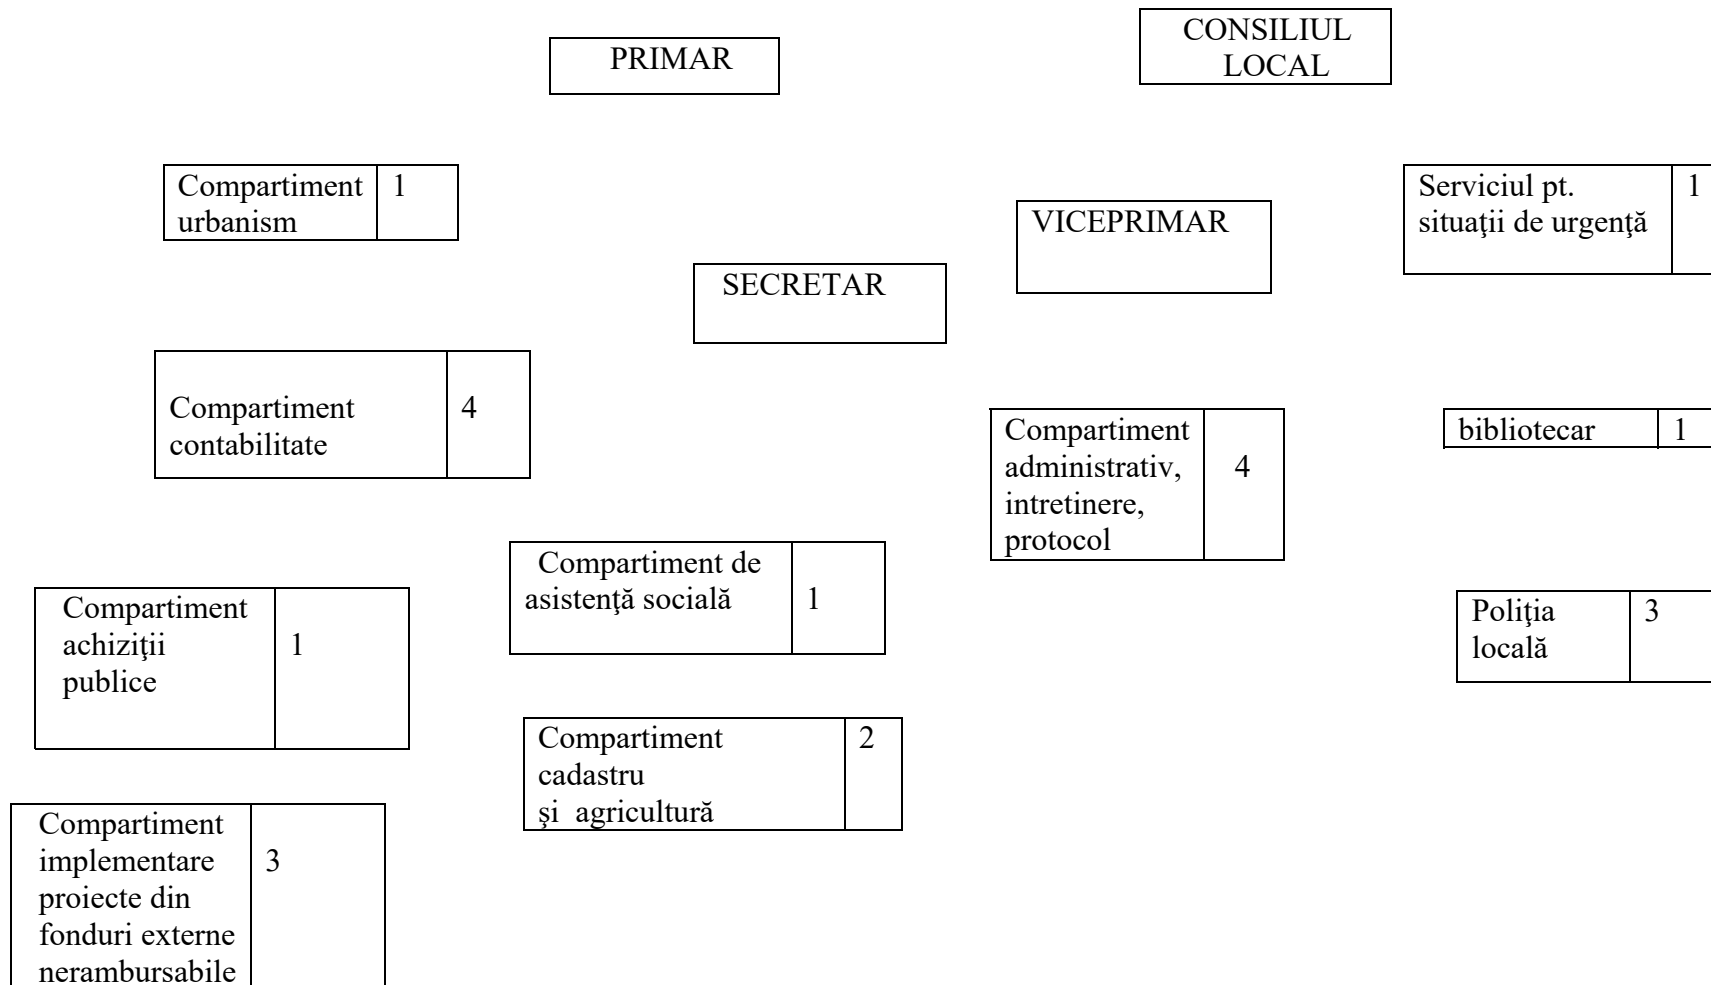 PRIMAR
CONSILIUL
LOCAL
Compartiment 1
urbanism
Serviciul pt. 1
situaţii de urgenţă
VICEPRIMAR
SECRETAR
Compartiment 4
contabilitate
Compartiment
administrativ, 4
intretinere,
protocol
bibliotecar 1
Compartiment de
asistenţă socială 1
Compartiment
achiziţii 1
publice
Poliţia 3
locală
Compartiment 2
cadastru
şi agricultură
Compartiment
implementare 3
proiecte din
fonduri externe
nerambursabile